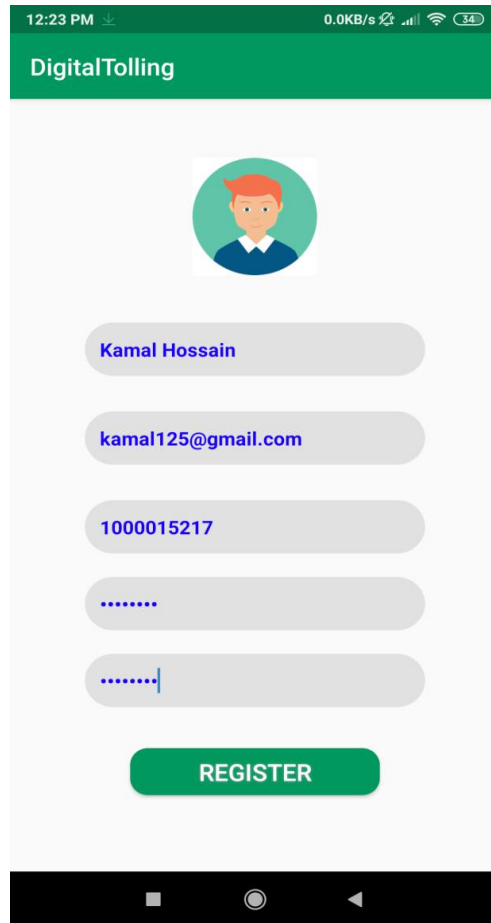 12:23 PM 0.0KB/s 34
DigitalTolling
Kamal Hossain
kamal125@gmail.com
1000015217
••••••••
••••••••
REGISTER